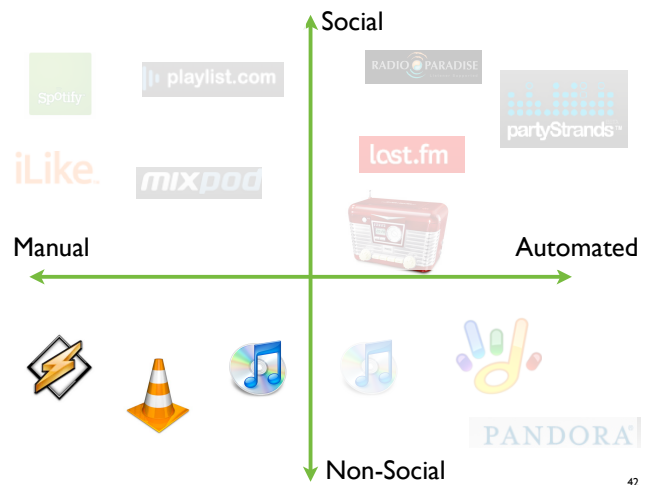 Social
RADIO PARADISE
playlist.com
Spotify
partyStrands™
last.fm
iLike
mixpod
Manual
Automated
PANDORA®
Non-Social
42